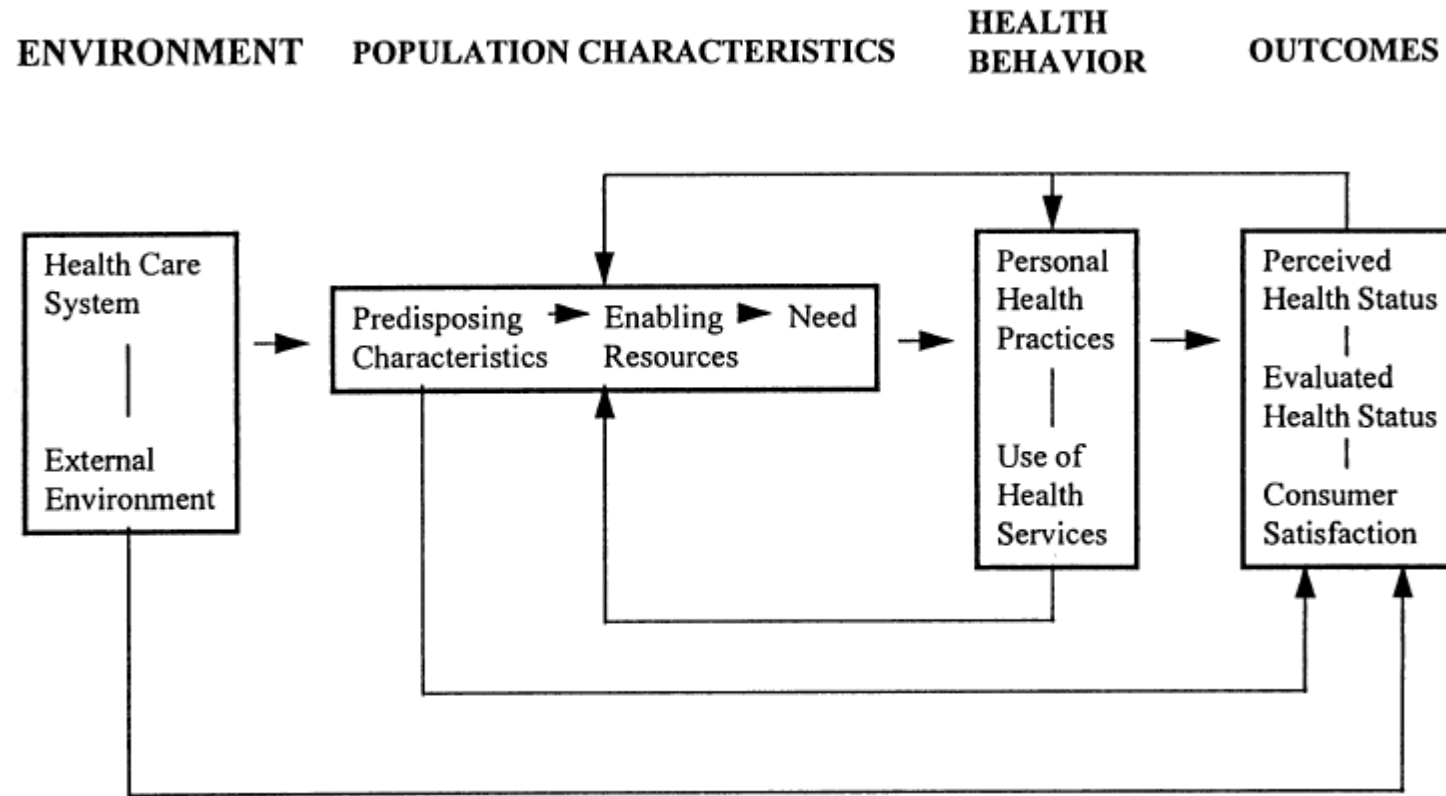 ENVIRONMENT
POPULATION CHARACTERISTICS
HEALTH
BEHAVIOR
OUTCOMES
Health Care
System
External
Environment
Predisposing
Characteristics
Enabling
Resources
Need
Personal
Health
Practices
Use of
Health
Services
Perceived
Health Status
Evaluated
Health Status
Consumer
Satisfaction